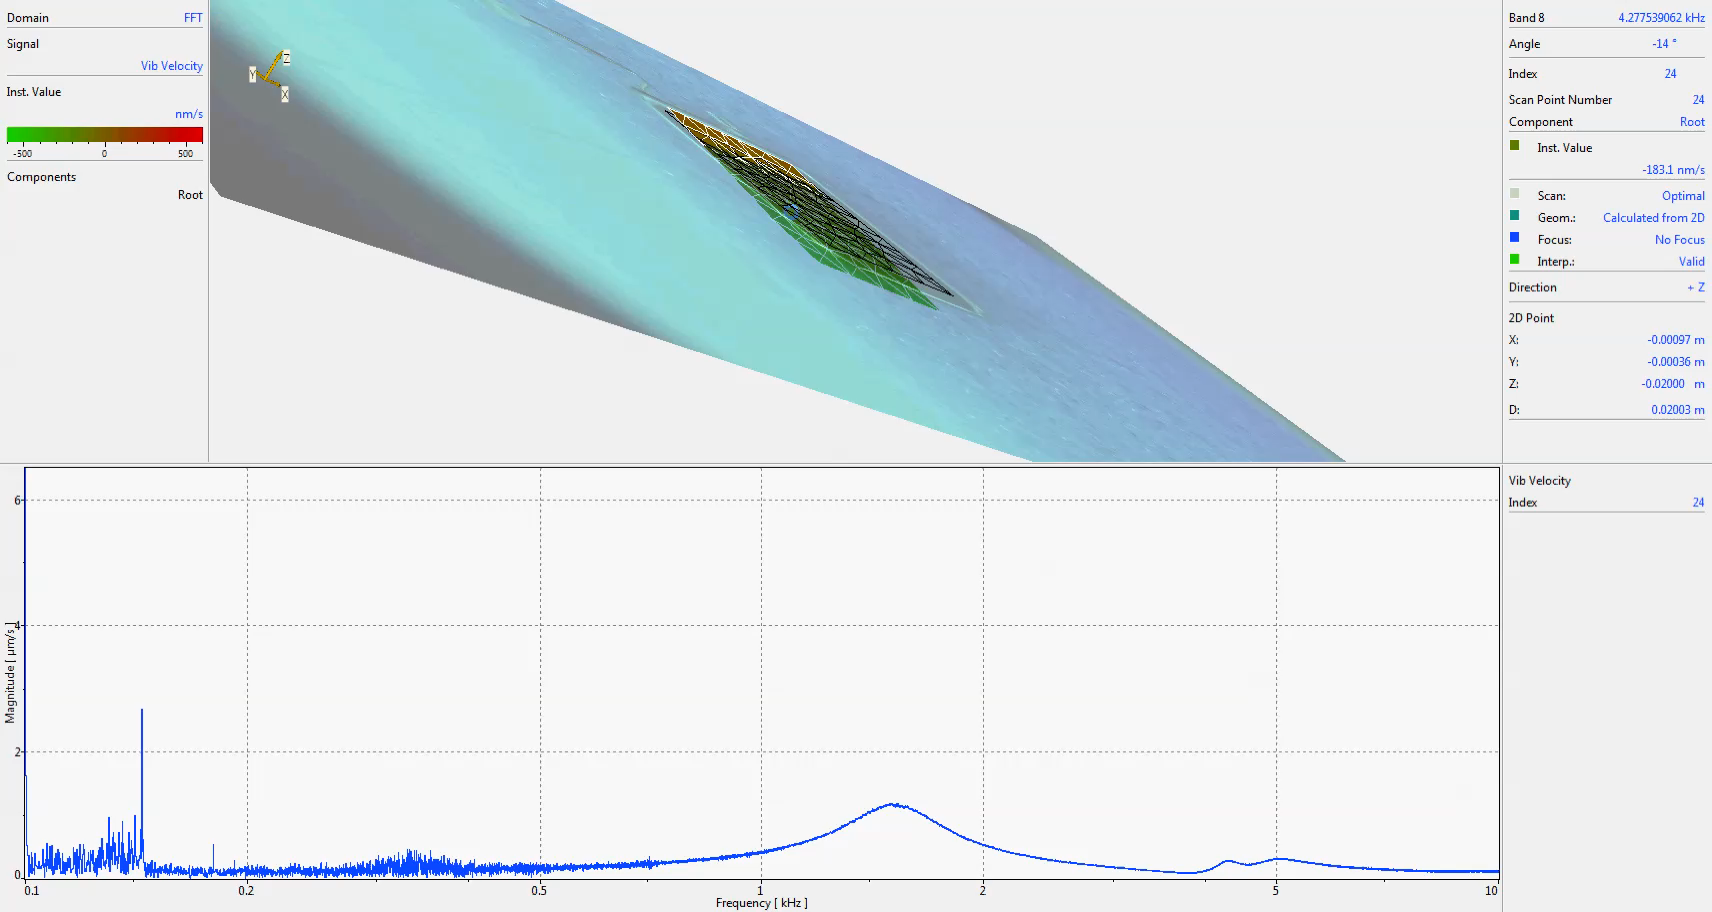 Domain FFT
Signal
Vib Velocity
Inst. Value
nm/s
-500 0 500
Components
Root
Z
Y
X
Band 8 4.277539062 kHz
Angle -14 °
Index 24
Scan Point Number 24
Component Root
Inst. Value
-183.1 nm/s
Scan: Optimal
Geom.: Calculated from 2D
Focus: No Focus
Interp.: Valid
Direction + Z
2D Point
X: -0.00097 m
Y: -0.00036 m
Z: -0.02000 m
D: 0.02003 m
Vib Velocity
Index 24
6
4
2
0
Magnitude [ µm/s ]
0.1 0.2 0.5 1 2 5 10
Frequency [ kHz ]